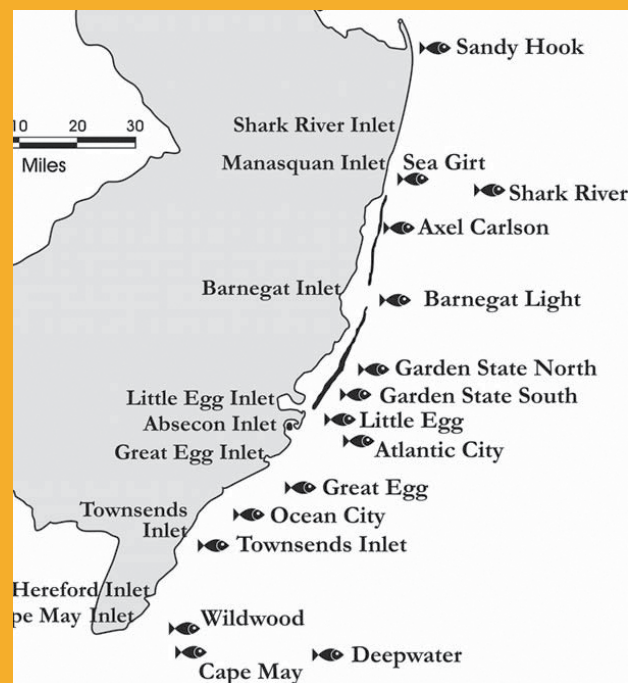 Sandy Hook
10 20 30
Miles
Shark River Inlet
Manasquan Inlet
Sea Girt
Shark River
Axel Carlson
Barnegat Inlet
Barnegat Light
Garden State North
Little Egg Inlet
Garden State South
Absecon Inlet
Little Egg
Great Egg Inlet
Atlantic City
Great Egg
Townsends
Inlet
Ocean City
Townsends Inlet
Hereford Inlet
pe May Inlet
Wildwood
Cape May
Deepwater